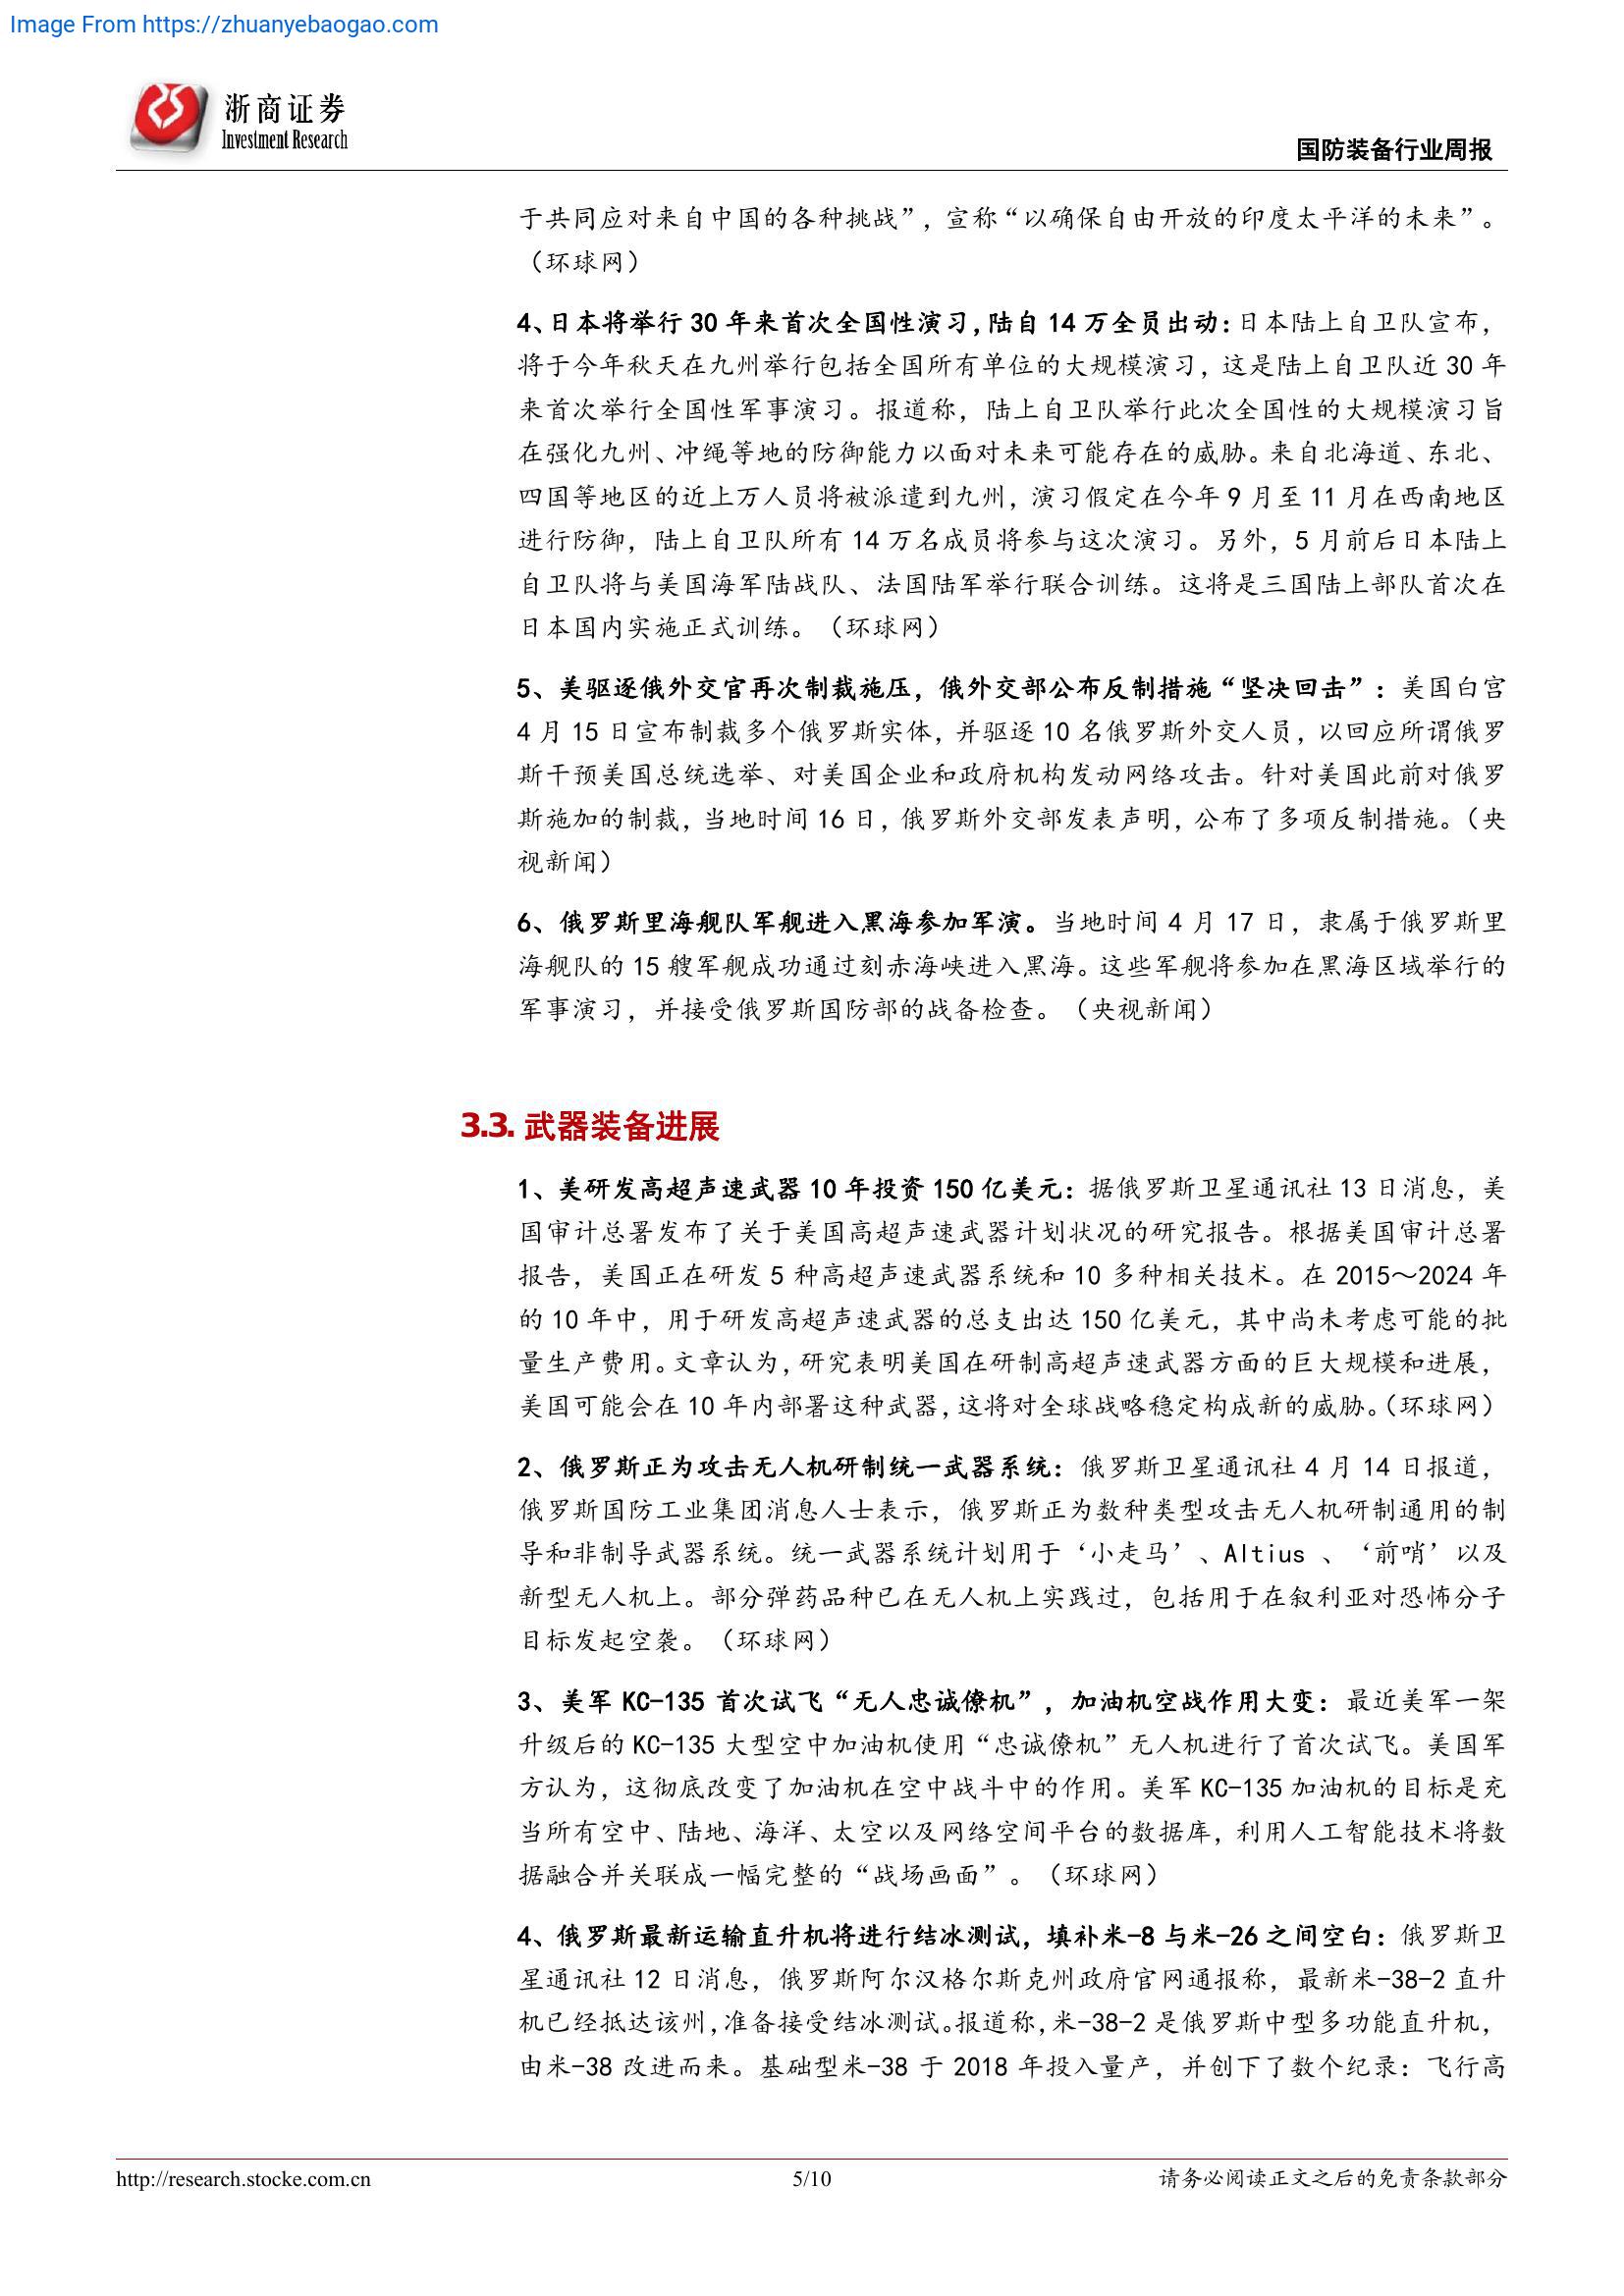 Image From https://zhuanyebaogao.com
浙商证券
Investment Research
国防装备行业周报
于共同应对来自中国的各种挑战”，宣称“以确保自由开放的印度太平洋的未来”。
（环球网）
4、日本将举行 30 年来首次全国性演习，陆自 14 万全员出动：日本陆上自卫队宣布，
将于今年秋天在九州举行包括全国所有单位的大规模演习，这是陆上自卫队近 30 年
来首次举行全国性军事演习。报道称，陆上自卫队举行此次全国性的大规模演习旨
在强化九州、冲绳等地的防御能力以面对未来可能存在的威胁。来自北海道、东北、
四国等地区的近上万人员将被派遣到九州，演习假定在今年 9 月至 11 月在西南地区
进行防御，陆上自卫队所有 14 万名成员将参与这次演习。另外，5 月前后日本陆上
自卫队将与美国海军陆战队、法国陆军举行联合训练。这将是三国陆上部队首次在
日本国内实施正式训练。（环球网）
5、美驱逐俄外交官再次制裁施压，俄外交部公布反制措施“坚决回击”：美国白宫
4 月 15 日宣布制裁多个俄罗斯实体，并驱逐 10 名俄罗斯外交人员，以回应所谓俄罗
斯干预美国总统选举、对美国企业和政府机构发动网络攻击。针对美国此前对俄罗
斯施加的制裁，当地时间 16 日，俄罗斯外交部发表声明，公布了多项反制措施。（央
视新闻）
6、俄罗斯里海舰队军舰进入黑海参加军演。当地时间 4 月 17 日，隶属于俄罗斯里
海舰队的 15 艘军舰成功通过刻赤海峡进入黑海。这些军舰将参加在黑海区域举行的
军事演习，并接受俄罗斯国防部的战备检查。（央视新闻）
3.3. 武器装备进展
1、美研发高超声速武器 10 年投资 150 亿美元：据俄罗斯卫星通讯社 13 日消息，美
国审计总署发布了关于美国高超声速武器计划状况的研究报告。根据美国审计总署
报告，美国正在研发 5 种高超声速武器系统和 10 多种相关技术。在 2015～2024 年
的 10 年中，用于研发高超声速武器的总支出达 150 亿美元，其中尚未考虑可能的批
量生产费用。文章认为，研究表明美国在研制高超声速武器方面的巨大规模和进展，
美国可能会在 10 年内部署这种武器，这将对全球战略稳定构成新的威胁。（环球网）
2、俄罗斯正为攻击无人机研制统一武器系统：俄罗斯卫星通讯社 4 月 14 日报道，
俄罗斯国防工业集团消息人士表示，俄罗斯正为数种类型攻击无人机研制通用的制
导和非制导武器系统。统一武器系统计划用于‘小走马’、Altius 、‘前哨’以及
新型无人机上。部分弹药品种已在无人机上实践过，包括用于在叙利亚对恐怖分子
目标发起空袭。（环球网）
3、美军 KC-135 首次试飞“无人忠诚僚机”，加油机空战作用大变：最近美军一架
升级后的 KC-135 大型空中加油机使用“忠诚僚机”无人机进行了首次试飞。美国军
方认为，这彻底改变了加油机在空中战斗中的作用。美军 KC-135 加油机的目标是充
当所有空中、陆地、海洋、太空以及网络空间平台的数据库，利用人工智能技术将数
据融合并关联成一幅完整的“战场画面”。（环球网）
4、俄罗斯最新运输直升机将进行结冰测试，填补米-8 与米-26 之间空白：俄罗斯卫
星通讯社 12 日消息，俄罗斯阿尔汉格尔斯克州政府官网通报称，最新米-38-2 直升
机已经抵达该州，准备接受结冰测试。报道称，米-38-2 是俄罗斯中型多功能直升机，
由米-38 改进而来。基础型米-38 于 2018 年投入量产，并创下了数个纪录：飞行高
http://research.stocke.com.cn
5/10
请务必阅读正文之后的免责条款部分